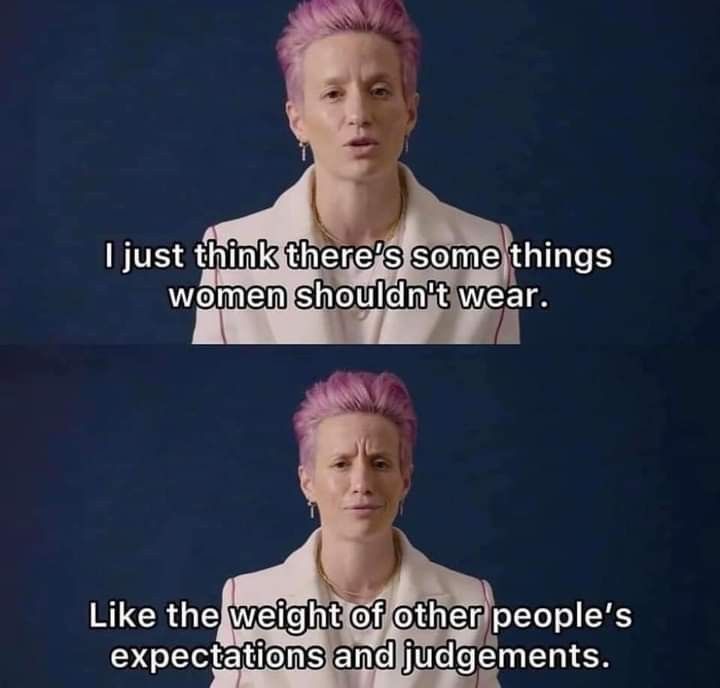 I just think there's some things
women shouldn't wear.
Like the weight of other people's
expectations and judgements.